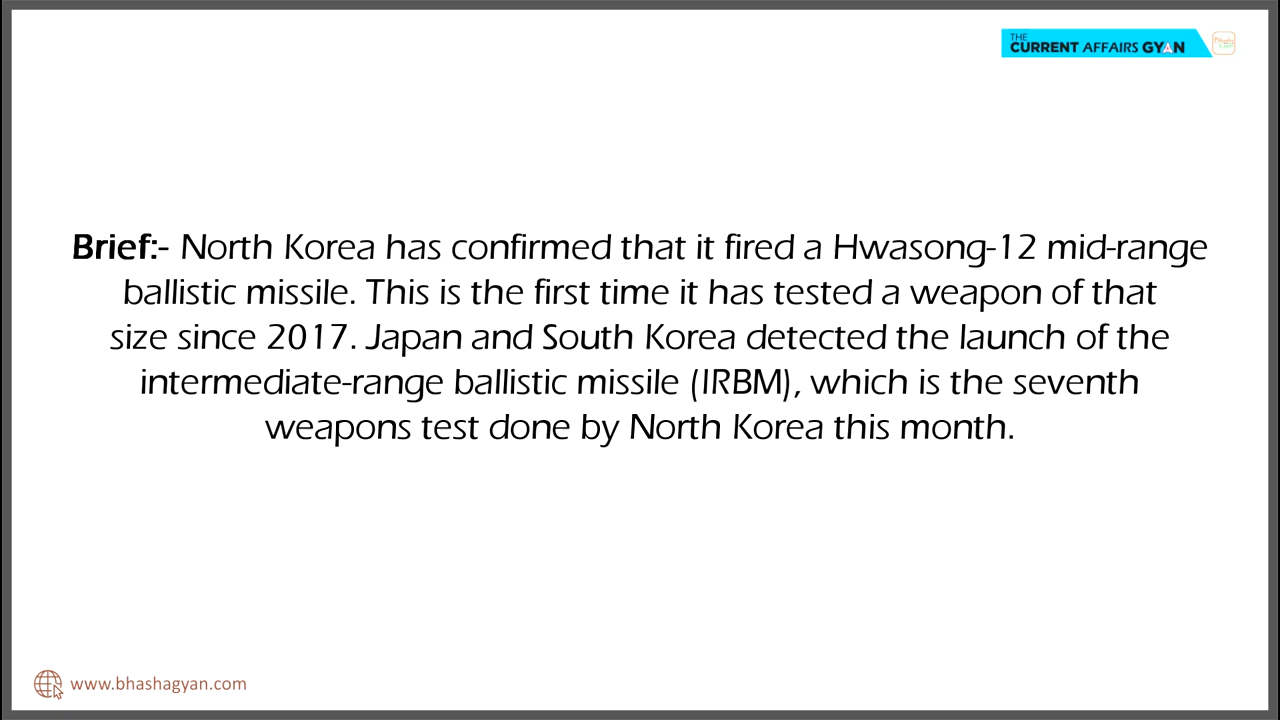 THE
CURRENT AFFAIRS GYAN
Brief:- North Korea has confirmed that it fired a Hwasong-12 mid-range
ballistic missile. This is the first time it has tested a weapon of that
size since 2017. Japan and South Korea detected the launch of the
intermediate-range ballistic missile (IRBM), which is the seventh
weapons test done by North Korea this month.
www.bhashagyan.com